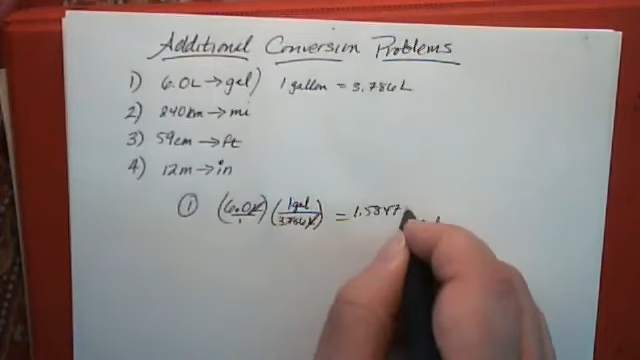 Additional Conversion Problems
1) 6.0L → gal) 1 gallon = 3.786L
2) 840km → mi
3) 59cm → ft
4) 12m → in
① (6.0L/1) (1gal/3.786L) = 1.5847